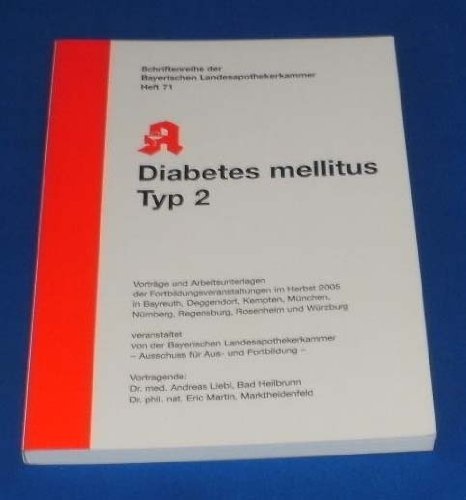 Schriftenreihe der
Bayerischen Landesapothekerkammer
Heft 71
Diabetes mellitus
Typ 2
Vorträge und Arbeitsunterlagen
der Fortbildungsveranstaltungen im Herbst 2005
in Bayreuth, Deggendorf, Kempten, München,
Nürnberg, Regensburg, Rosenheim und Würzburg
veranstaltet
von der Bayerischen Landesapothekerkammer
– Ausschuss für Aus- und Fortbildung –
Vortragende:
Dr. med. Andreas Liebl, Bad Heilbrunn
Dr. phil. nat. Eric Martin, Marktheidenfeld